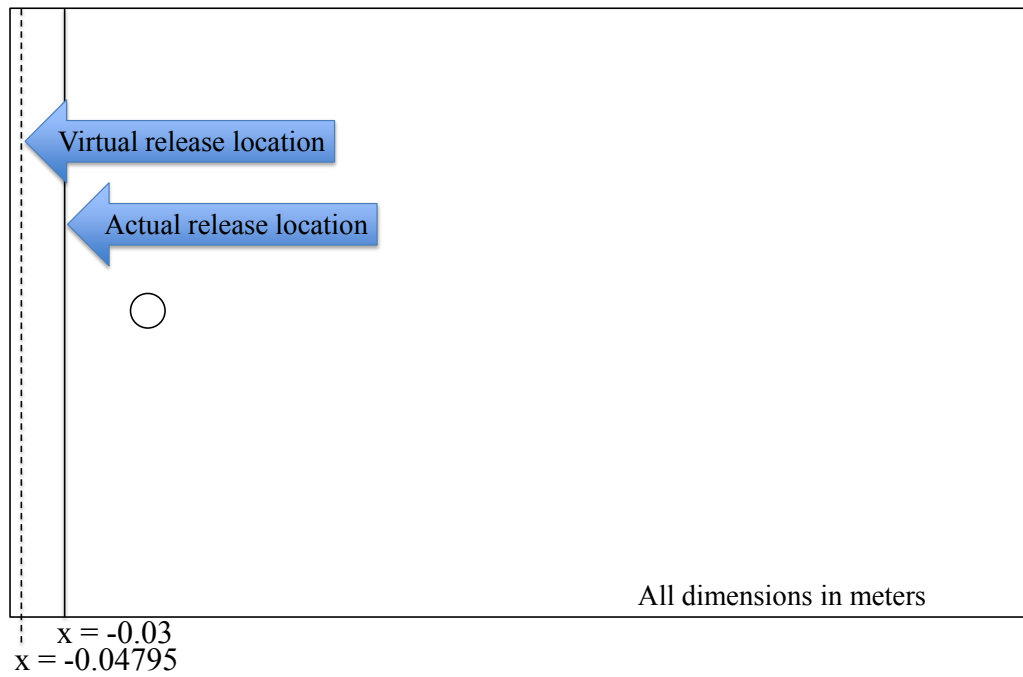 Virtual release location
Actual release location
All dimensions in meters
x = -0.03
x = -0.04795